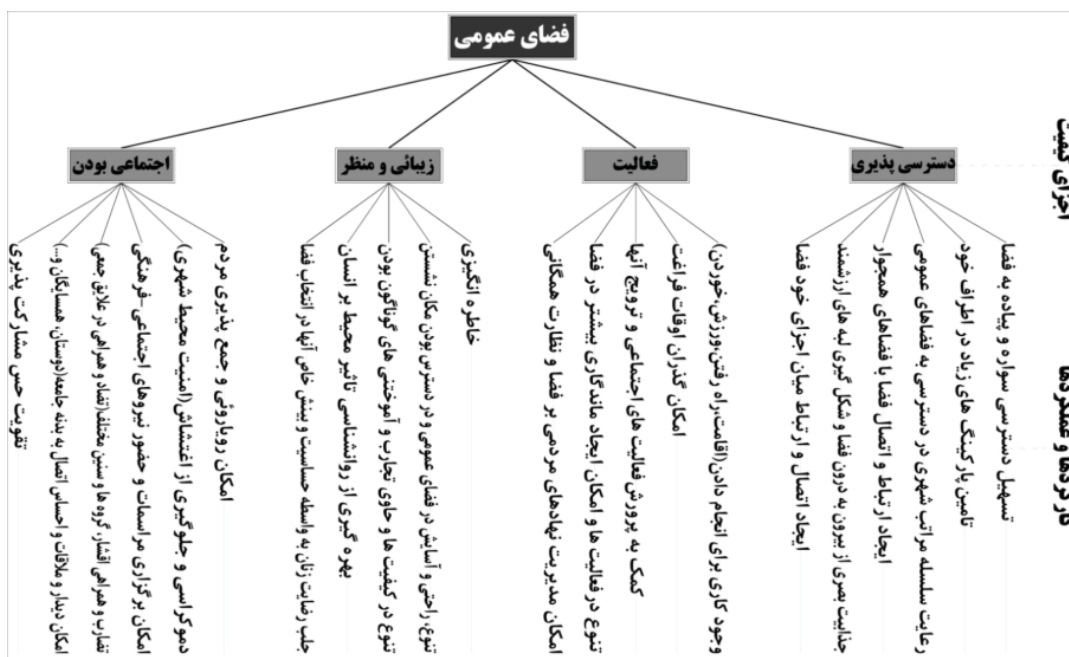 فضای عمومی
اجزای کیفیت
دسترسی پذیری
فعالیت
زیبائی و منظر
اجتماعی بودن
کارکردها و عملکردها
تسهیل دسترسی سواره و پیاده به فضا
تامین پارکینگ های زیاد در اطراف خود
رعایت سلسله مراتب شهری در دسترسی به فضاهای عمومی
ایجاد ارتباط و اتصال فضا با فضاهای همجوار
جذابیت بصری از بیرون به درون فضا و شکل گیری لبه های ارزشمند
ایجاد اتصال و ارتباط میان اجزای خود فضا
وجود کاری برای انجام دادن(اقامت،راه رفتن،ورزش،خوردن)
امکان گذران اوقات فراغت
کمک به پرورش فعالیت های اجتماعی و ترویج آنها
تنوع در فعالیت ها و امکان ایجاد ماندگاری بیشتر در فضا
امکان مدیریت نهادهای مردمی بر فضا و نظارت همگانی
خاطره انگیزی
تنوع، راحتی و آسایش در فضای عمومی و در دسترس بودن مکان نشستن
تنوع در کیفیت ها و حاوی تجارب و آموختنی های گوناگون بودن
بهره گیری از روانشناسی تاثیر محیط بر انسان
جلب رضایت زنان به واسطه حساسیت و بینش خاص آنها در انتخاب فضا
امکان رویاروئی و جمع پذیری مردم
دموکراسی و جلوگیری از اغتشاش(امنیت محیط شهری)
امکان برگزاری مراسمات و حضور نیروهای اجتماعی-فرهنگی
تضارب و همراهی اقشار، گروه ها و سنین مختلف(تضاد و همراهی در علایق جمعی)
امکان دیدار و ملاقات و احساس اتصال به بدنه جامعه(دوستان، همسایگان و...)
تقویت حس مشارکت پذیری